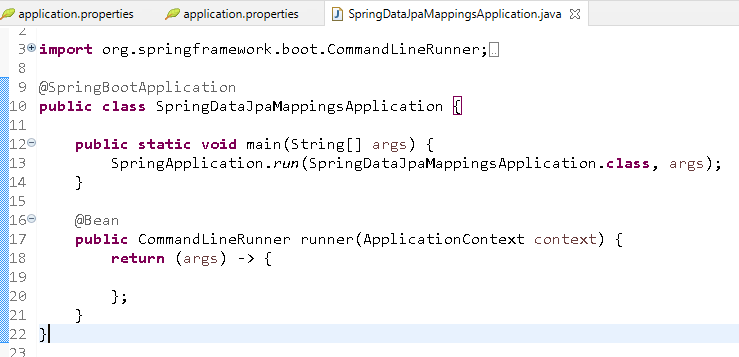 application.properties application.properties SpringDataJpaMappingsApplication.java
2
3 import org.springframework.boot.CommandLineRunner;
8
9 @SpringBootApplication
10 public class SpringDataJpaMappingsApplication {
11
12 public static void main(String[] args) {
13 SpringApplication.run(SpringDataJpaMappingsApplication.class, args);
14 }
15
16 @Bean
17 public CommandLineRunner runner(ApplicationContext context) {
18 return (args) -> {
19
20 };
21 }
22 }
23